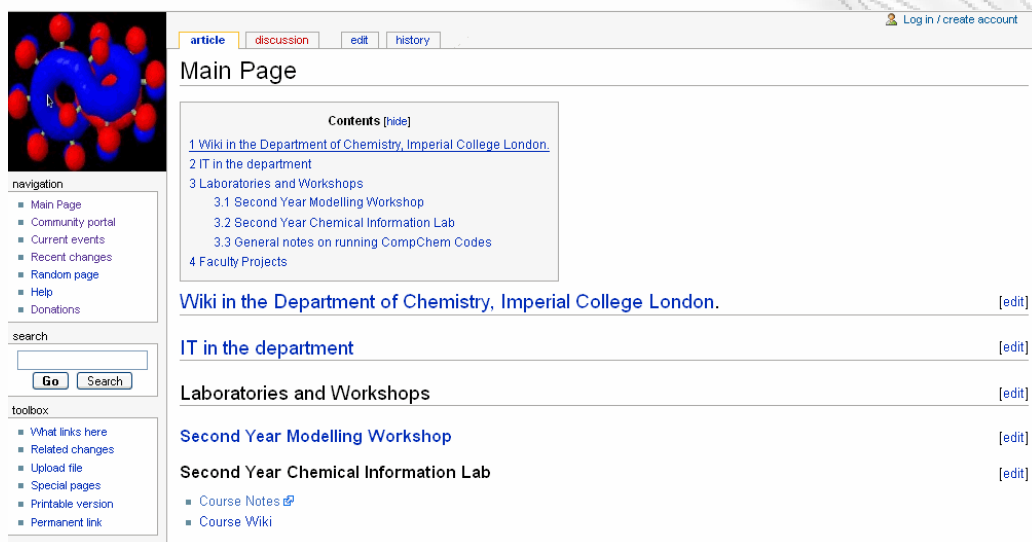 Log in / create account
article discussion edit history
Main Page
Contents [hide]
1 Wiki in the Department of Chemistry, Imperial College London.
2 IT in the department
3 Laboratories and Workshops
3.1 Second Year Modelling Workshop
3.2 Second Year Chemical Information Lab
3.3 General notes on running CompChem Codes
4 Faculty Projects
navigation
Main Page
Community portal
Current events
Recent changes
Random page
Help
Donations
search
Go Search
toolbox
What links here
Related changes
Upload file
Special pages
Printable version
Permanent link
Wiki in the Department of Chemistry, Imperial College London. [edit]
IT in the department [edit]
Laboratories and Workshops [edit]
Second Year Modelling Workshop [edit]
Second Year Chemical Information Lab [edit]
Course Notes
Course Wiki